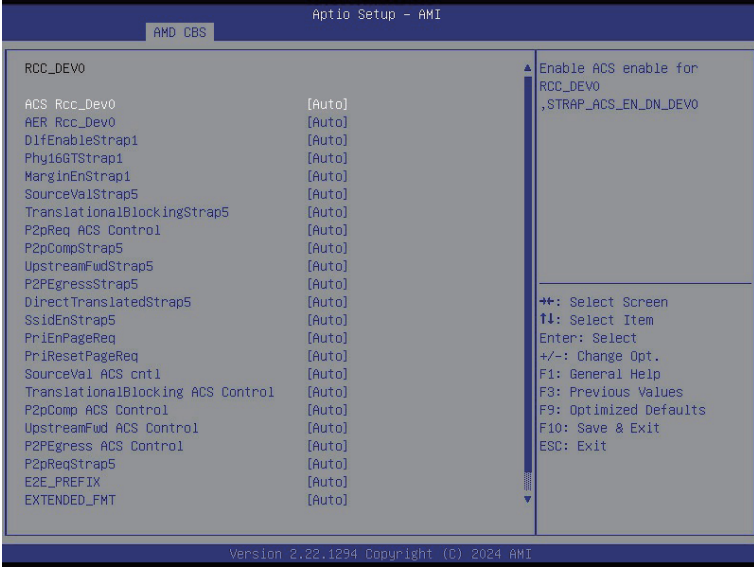 Aptio Setup – AMI
AMD CBS
RCC_DEV0
ACS Rcc_Dev0 [Auto]
AER Rcc_Dev0 [Auto]
DlfEnableStrap1 [Auto]
Phy16GTStrap1 [Auto]
MarginEnStrap1 [Auto]
SourceValStrap5 [Auto]
TranslationalBlockingStrap5 [Auto]
P2pReq ACS Control [Auto]
P2pCompStrap5 [Auto]
UpstreamFwdStrap5 [Auto]
P2PEgressStrap5 [Auto]
DirectTranslatedStrap5 [Auto]
SsidEnStrap5 [Auto]
PriEnPageReq [Auto]
PriResetPageReq [Auto]
SourceVal ACS cntl [Auto]
TranslationalBlocking ACS Control [Auto]
P2pComp ACS Control [Auto]
UpstreamFwd ACS Control [Auto]
P2PEgress ACS Control [Auto]
P2pReqStrap5 [Auto]
E2E_PREFIX [Auto]
EXTENDED_FMT [Auto]
Enable ACS enable for
RCC_DEV0
,STRAP_ACS_EN_DN_DEV0
→←: Select Screen
↑↓: Select Item
Enter: Select
+/-: Change Opt.
F1: General Help
F3: Previous Values
F9: Optimized Defaults
F10: Save & Exit
ESC: Exit
Version 2.22.1294 Copyright (C) 2024 AMI